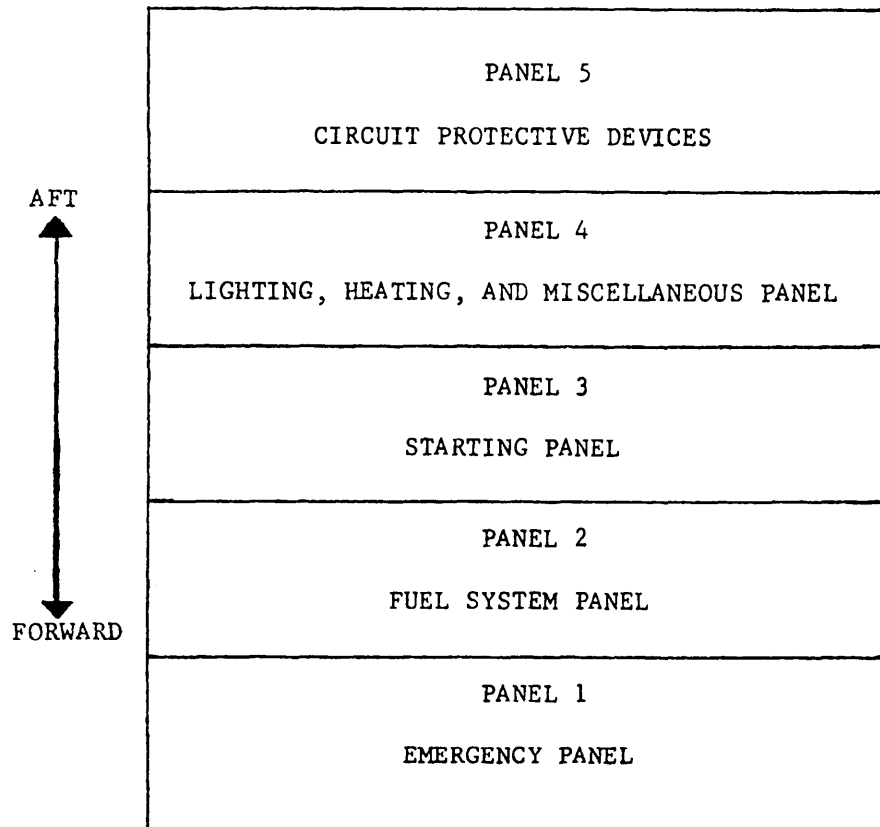 PANEL 5
CIRCUIT PROTECTIVE DEVICES
AFT
PANEL 4
LIGHTING, HEATING, AND MISCELLANEOUS PANEL
PANEL 3
STARTING PANEL
PANEL 2
FUEL SYSTEM PANEL
FORWARD
PANEL 1
EMERGENCY PANEL